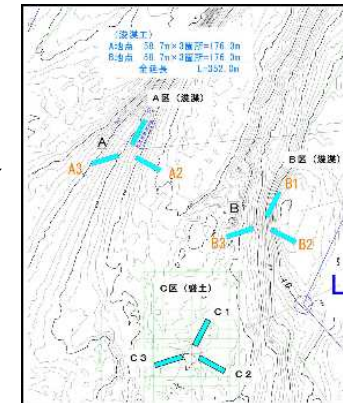 (浚渫工)
A地点 58.7m×3箇所=176.0m
B地点 58.7m×3箇所=176.0m
全延長 L=352.0m
A区(浚渫)
A
A3
A2
B区(浚渫)
B1
B
B3
B2
L
C区(盛土)
C1
C3
C2